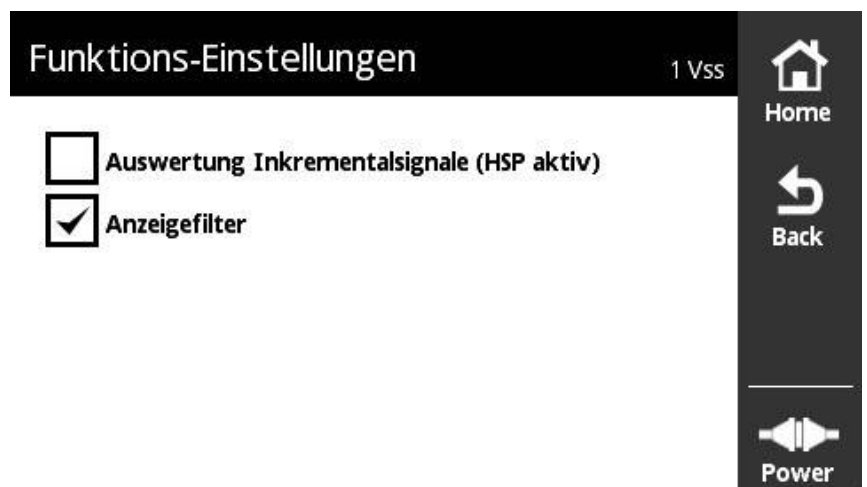 Funktions-Einstellungen
1 Vss
Home
Auswertung Inkrementalsignale (HSP aktiv)
Anzeigefilter
Back
Power